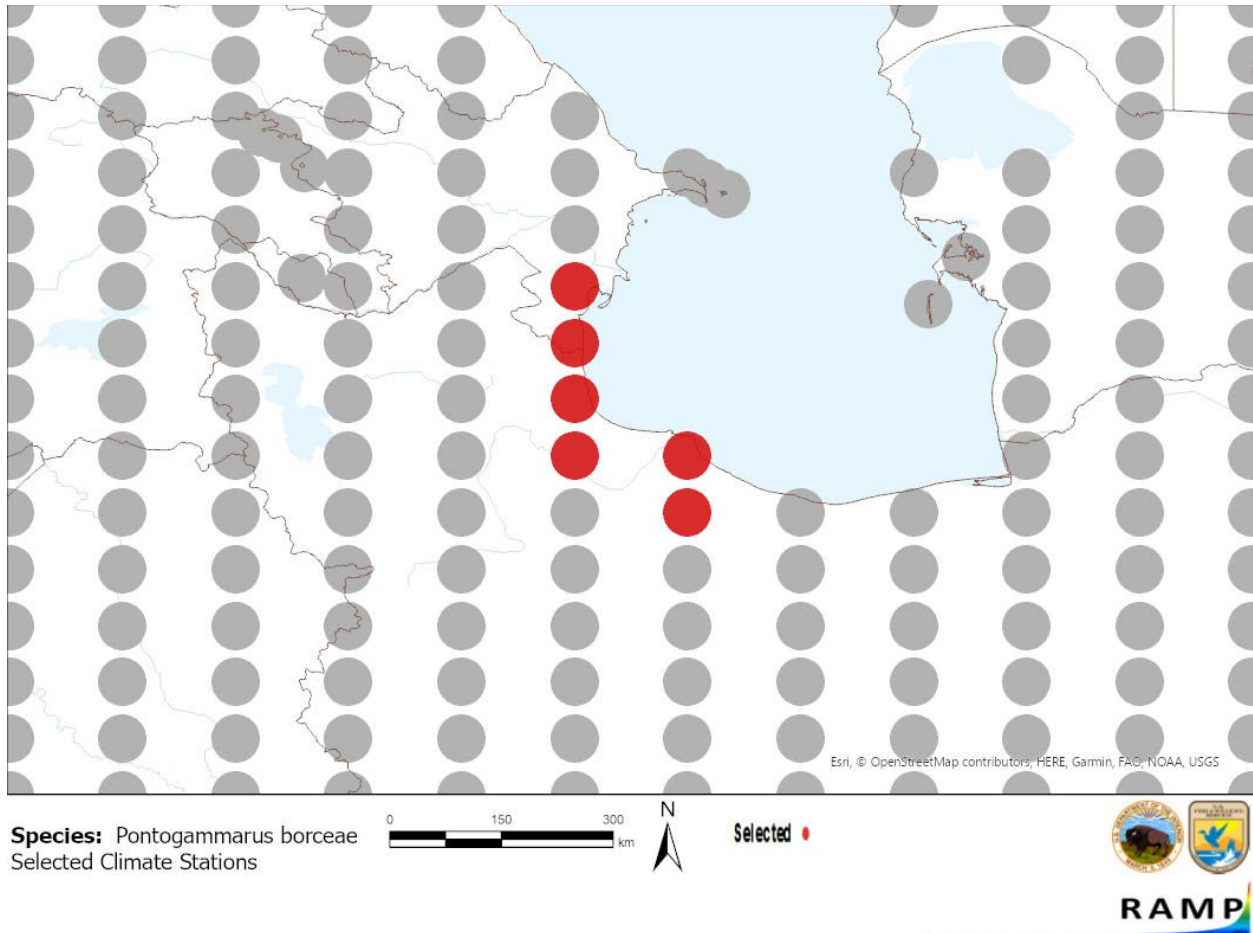 Esri, © OpenStreetMap contributors, HERE, Garmin, FAO, NOAA, USGS
Species: Pontogammarus borceae
Selected Climate Stations
0 150 300
km
N
Selected
RAMP